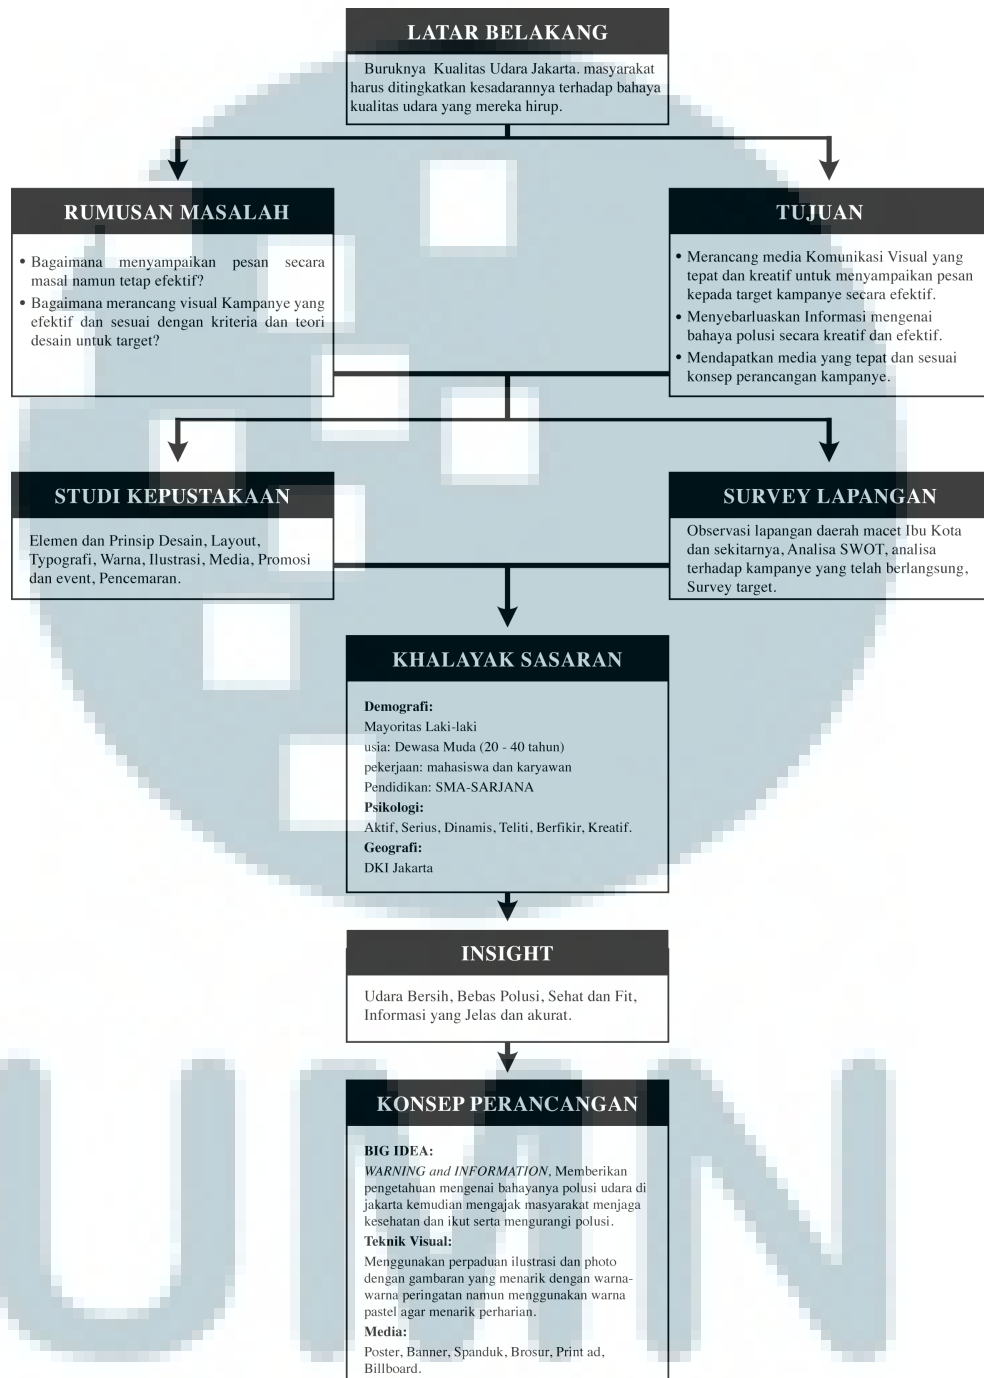 LATAR BELAKANG
Buruknya Kualitas Udara Jakarta. masyarakat
harus ditingkatkan kesadarannya terhadap bahaya
kualitas udara yang mereka hirup.
RUMUSAN MASALAH
• Bagaimana menyampaikan pesan secara
masal namun tetap efektif?
• Bagaimana merancang visual Kampanye yang
efektif dan sesuai dengan kriteria dan teori
desain untuk target?
TUJUAN
• Merancang media Komunikasi Visual yang
tepat dan kreatif untuk menyampaikan pesan
kepada target kampanye secara efektif.
• Menyebarluaskan Informasi mengenai
bahaya polusi secara kreatif dan efektif.
• Mendapatkan media yang tepat dan sesuai
konsep perancangan kampanye.
STUDI KEPUSTAKAAN
Elemen dan Prinsip Desain, Layout,
Typografi, Warna, Ilustrasi, Media, Promosi
dan event, Pencemaran.
SURVEY LAPANGAN
Observasi lapangan daerah macet Ibu Kota
dan sekitarnya, Analisa SWOT, analisa
terhadap kampanye yang telah berlangsung,
Survey target.
KHALAYAK SASARAN
Demografi:
Mayoritas Laki-laki
usia: Dewasa Muda (20 - 40 tahun)
pekerjaan: mahasiswa dan karyawan
Pendidikan: SMA-SARJANA
Psikologi:
Aktif, Serius, Dinamis, Teliti, Berfikir, Kreatif.
Geografi:
DKI Jakarta
INSIGHT
Udara Bersih, Bebas Polusi, Sehat dan Fit,
Informasi yang Jelas dan akurat.
KONSEP PERANCANGAN
BIG IDEA:
WARNING and INFORMATION, Memberikan
pengetahuan mengenai bahayanya polusi udara di
jakarta kemudian mengajak masyarakat menjaga
kesehatan dan ikut serta mengurangi polusi.
Teknik Visual:
Menggunakan perpaduan ilustrasi dan photo
dengan gambaran yang menarik dengan warna-
warna peringatan namun menggunakan warna
pastel agar menarik perharian.
Media:
Poster, Banner, Spanduk, Brosur, Print ad,
Billboard.
UMN